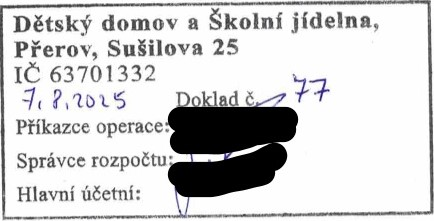 Dětský domov a Školní jídelna,
Přerov, Sušilova 25
IČ 63701332
7.8.2025 Doklad č. 77
Příkazce operace:
Správce rozpočtu:
Hlavní účetní: